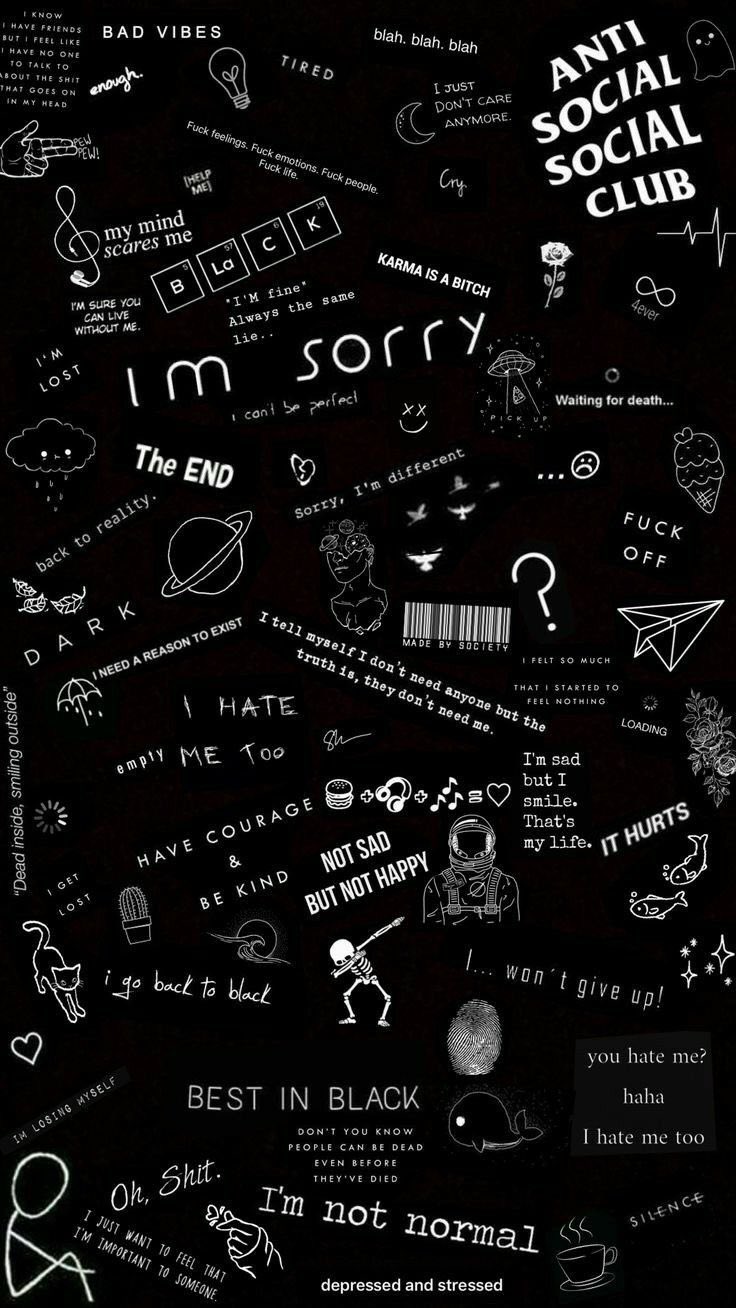 I KNOW
I HAVE FRIENDS
BUT I FEEL LIKE
I HAVE NO ONE
TO TALK TO
ABOUT THE SHIT
THAT GOES ON
IN MY HEAD
BAD VIBES
enough.
TIRED
blah. blah. blah
I JUST
DON'T CARE
ANYMORE.
ANTI
SOCIAL
SOCIAL
CLUB
PEW
PEW!
Fuck feelings. Fuck emotions. Fuck people.
Fuck life.
[HELP
ME]
Cry.
my mind
scares me
5
B
57
La
6
C
19
K
KARMA IS A BITCH
4ever
I'M SURE YOU
CAN LIVE
WITHOUT ME.
"I'M fine"
Always the same
lie..
I'M
LOST
I'm sorry
i can't be perfect
PICK UP
Waiting for death...
The END
Sorry, I'm different
...☹
back to reality.
FUCK
OFF
?
DARK
I NEED A REASON TO EXIST
MADE BY SOCIETY
I tell myself I don't need anyone but the
truth is, they don't need me.
I FELT SO MUCH
THAT I STARTED TO
FEEL NOTHING
LOADING
"Dead inside, smiling outside"
I HATE
ME TOO
empty
I'm sad
but I
smile.
That's
my life.
🍔+🎧+🎶=♡
HAVE COURAGE
&
BE KIND
NOT SAD
BUT NOT HAPPY
IT HURTS
I GET
LOST
i go back to black
I... won't give up!
you hate me?
haha
I hate me too
BEST IN BLACK
IM LOSING MYSELF
DON'T YOU KNOW
PEOPLE CAN BE DEAD
EVEN BEFORE
THEY'VE DIED
Oh, Shit.
I JUST WANT TO FEEL THAT
I'M IMPORTANT TO SOMEONE.
I'm not normal
SILENCE
depressed and stressed